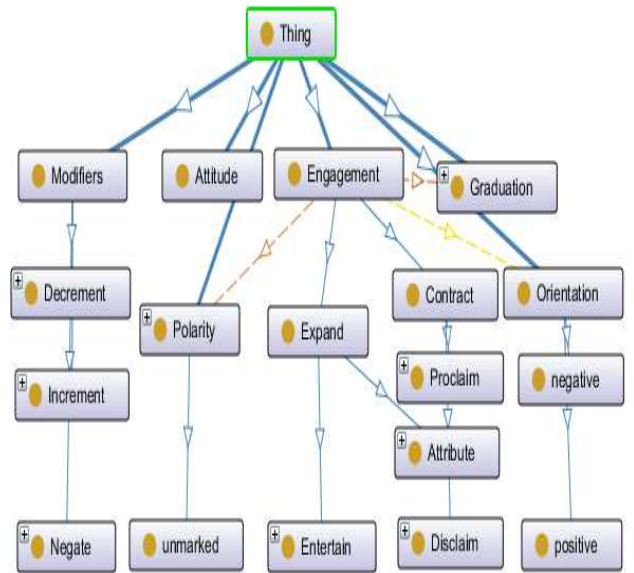 Thing
Modifiers
Attitude
Engagement
+ Graduation
+ Decrement
+ Polarity
Expand
Contract
Orientation
+ Increment
+ Proclaim
negative
+ Attribute
+ Negate
unmarked
+ Entertain
+ Disclaim
positive